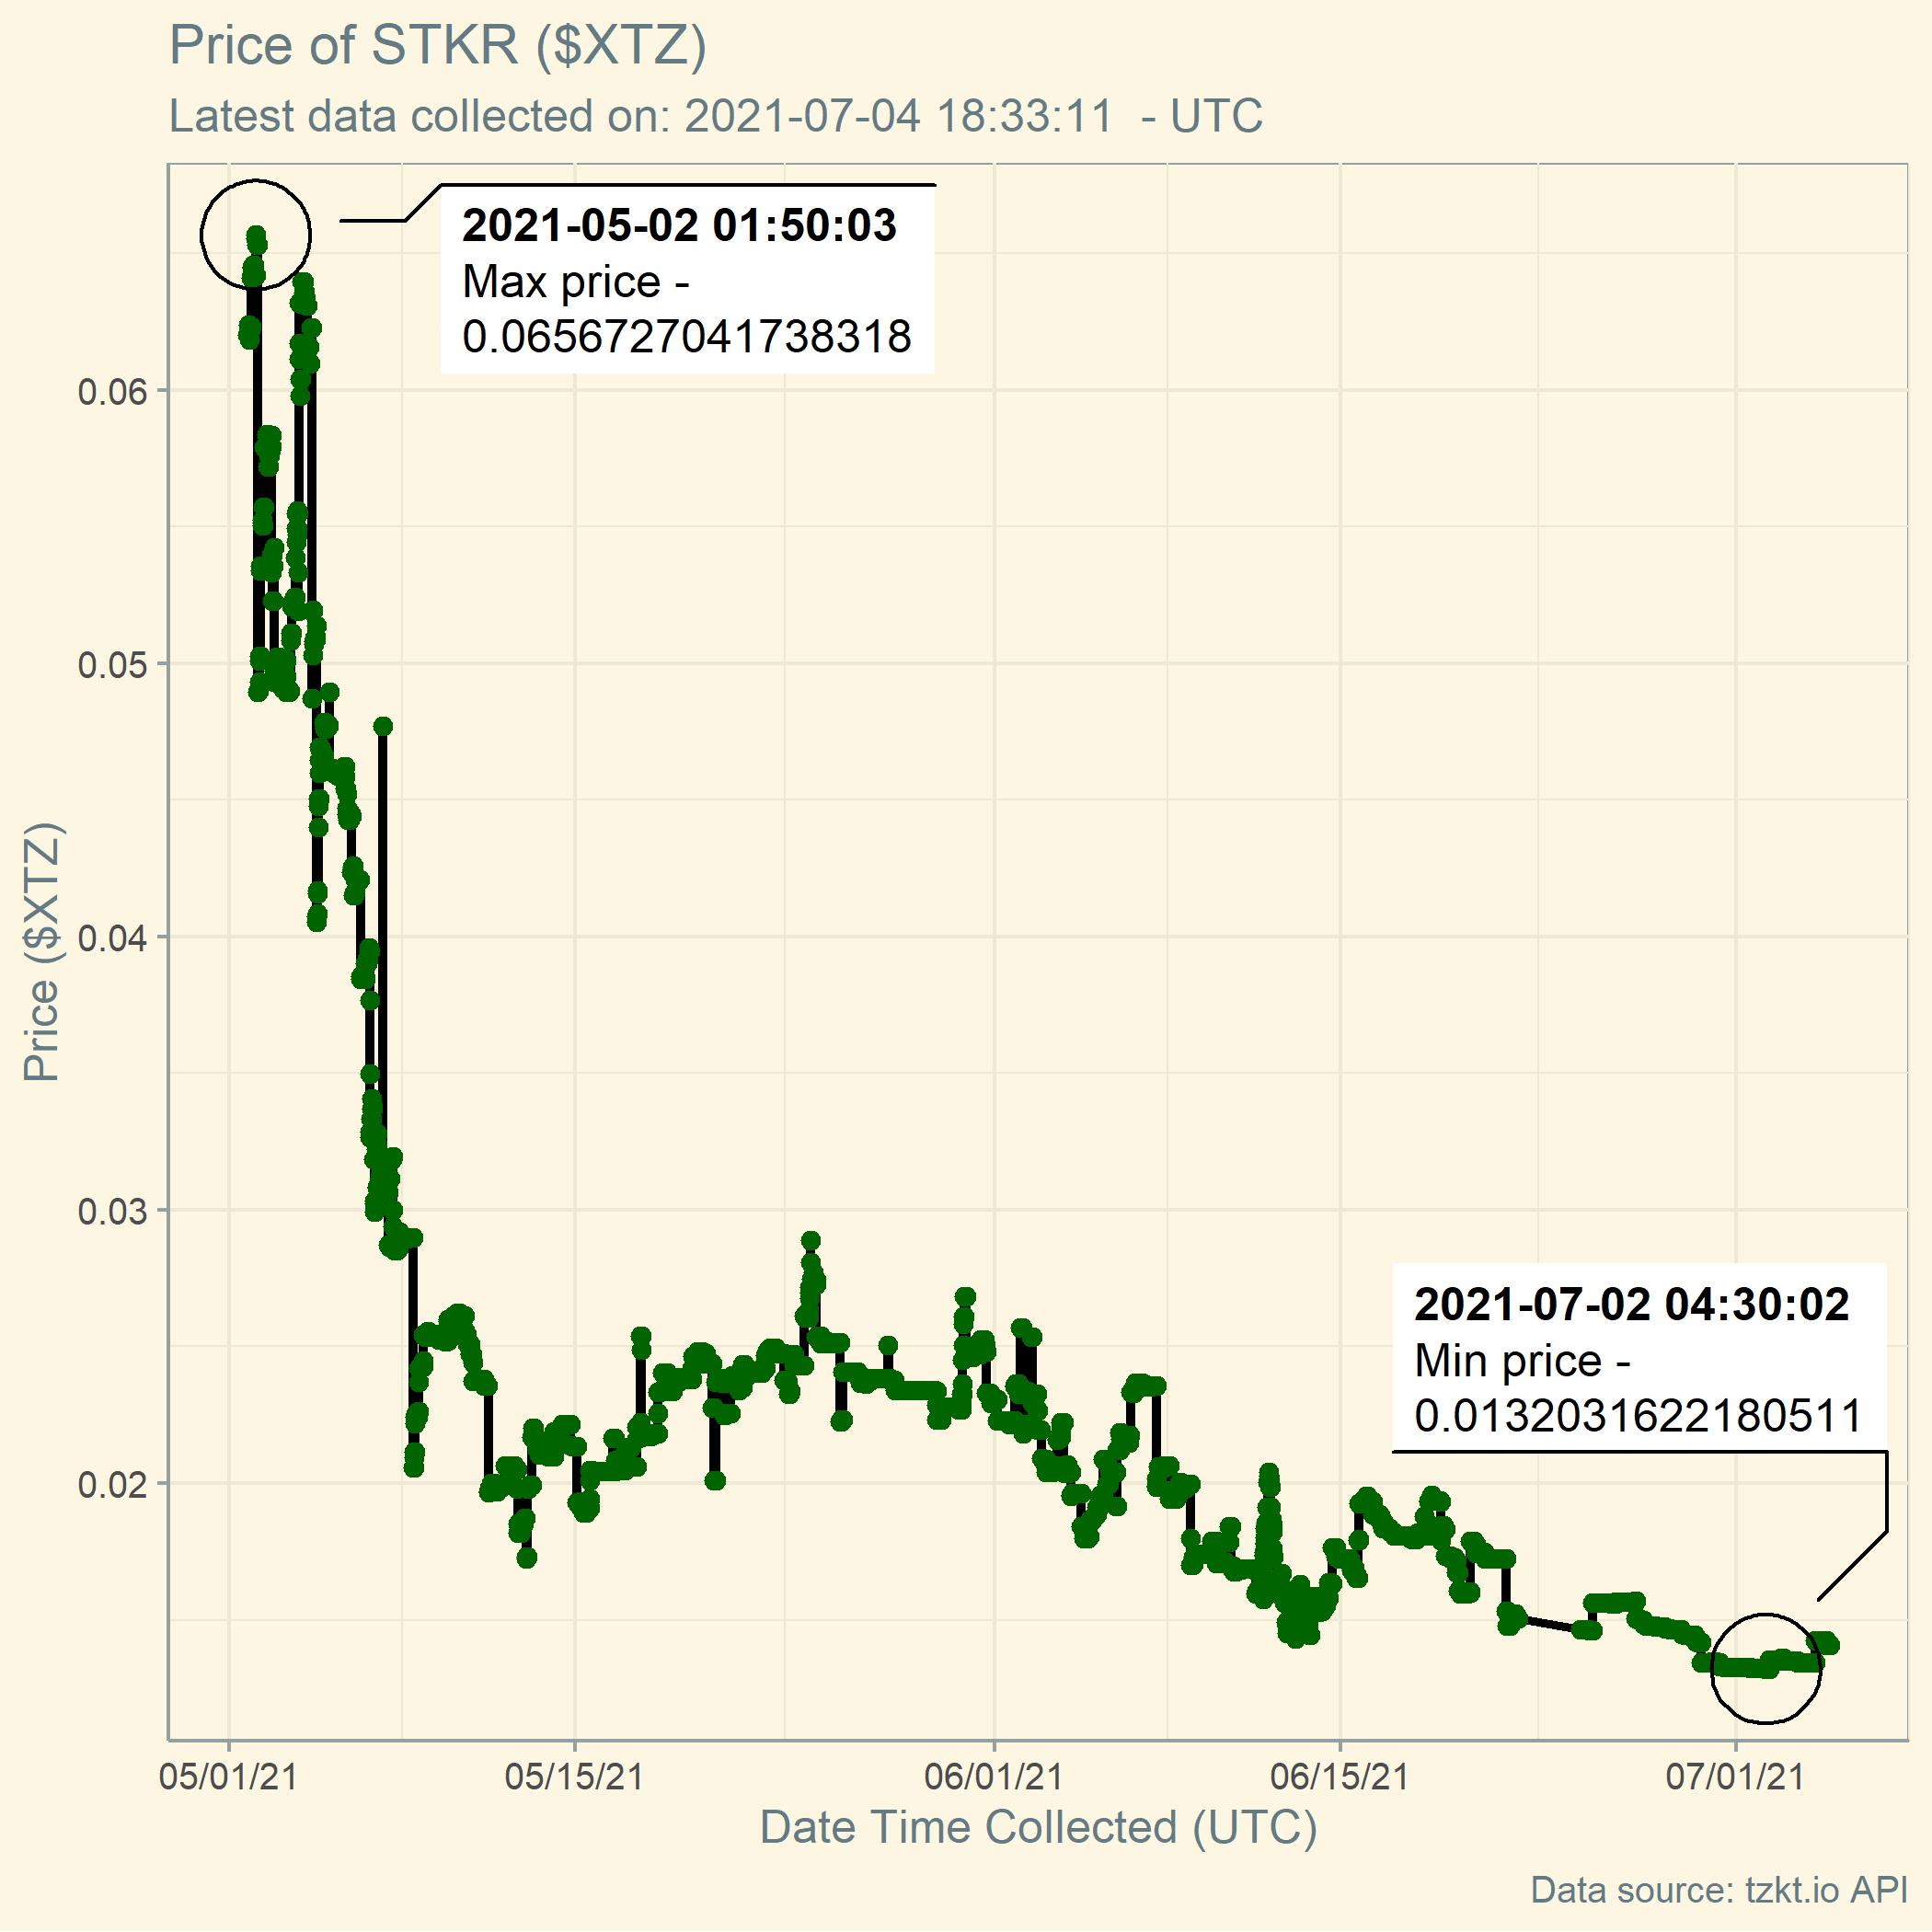 Price of STKR ($XTZ)
Latest data collected on: 2021-07-04 18:33:11  - UTC
2021-05-02 01:50:03
Max price -
0.0656727041738318
0.06
0.05
0.04
0.03
0.02
Price ($XTZ)
2021-07-02 04:30:02
Min price -
0.0132031622180511
05/01/21
05/15/21
06/01/21
06/15/21
07/01/21
Date Time Collected (UTC)
Data source: tzkt.io API